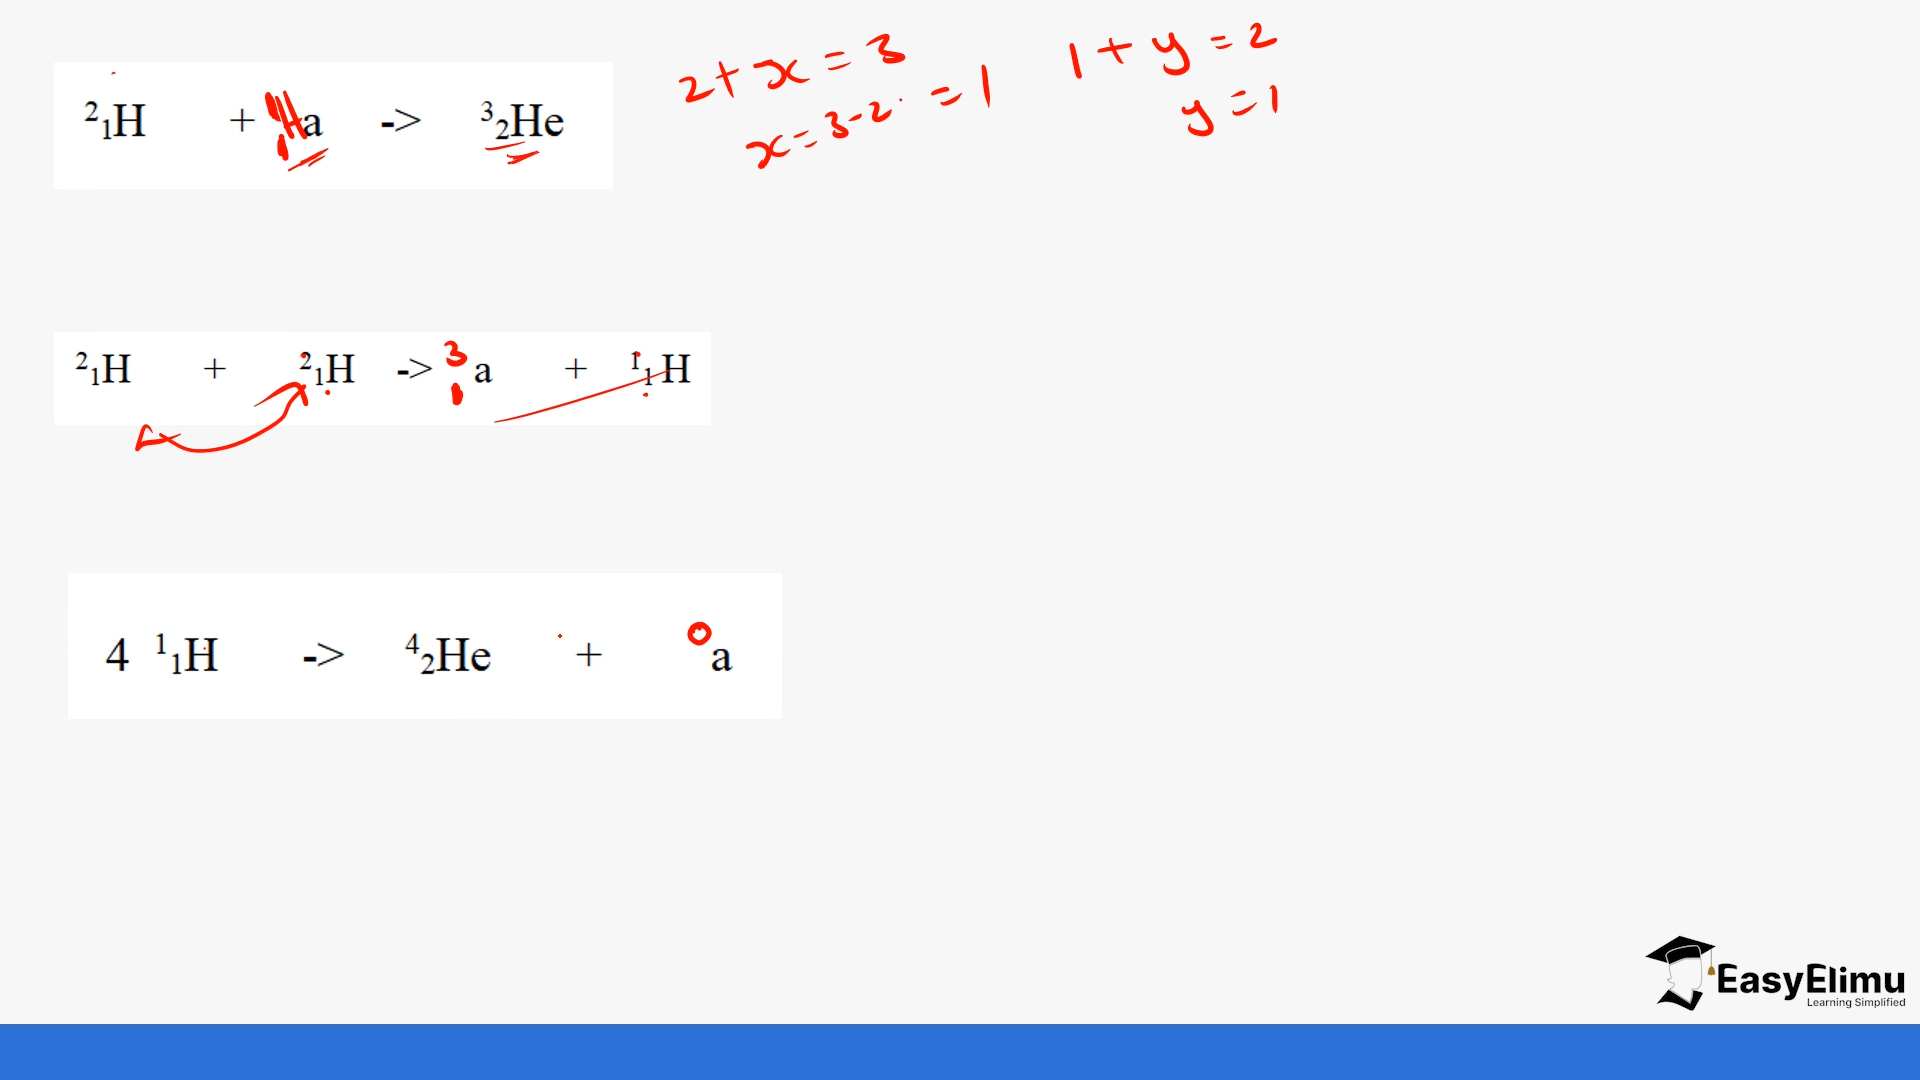 2+x=3
x=3-2=1
1+y=2
y=1
²₁H + ₁a -> ³₂He
²₁H + ²₁H -> ³₁a + ¹₁H
4 ¹₁H -> ⁴₂He + ⁰a
EasyElimu
Learning Simplified